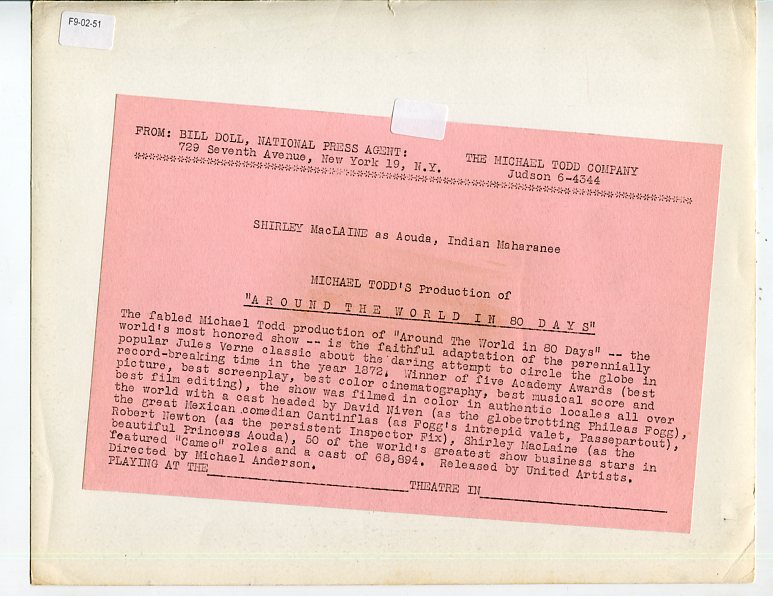 F9-02-51
FROM: BILL DOLL, NATIONAL PRESS AGENT:
729 Seventh Avenue, New York 19, N.Y.
THE MICHAEL TODD COMPANY
Judson 6-4344
SHIRLEY MacLAINE as Aouda, Indian Maharanee
MICHAEL TODD'S Production of
"A R O U N D  T H E  W O R L D  I N  80  D A Y S"
The fabled Michael Todd production of "Around The World in 80 Days" -- the
world's most honored show -- is the faithful adaptation of the perennially
popular Jules Verne classic about the daring attempt to circle the globe in
record-breaking time in the year 1872. Winner of five Academy Awards (best
picture, best screenplay, best color cinematography, best musical score and
best film editing), the show was filmed in color in authentic locales all over
the world with a cast headed by David Niven (as the globetrotting Phileas Fogg),
the great Mexican comedian Cantinflas (as Fogg's intrepid valet, Passepartout),
Robert Newton (as the persistent Inspector Fix), Shirley MacLaine (as the
beautiful Princess Aouda), 50 of the world's greatest show business stars in
featured "Cameo" roles and a cast of 68,894. Released by United Artists.
Directed by Michael Anderson.
PLAYING AT THE THEATRE IN